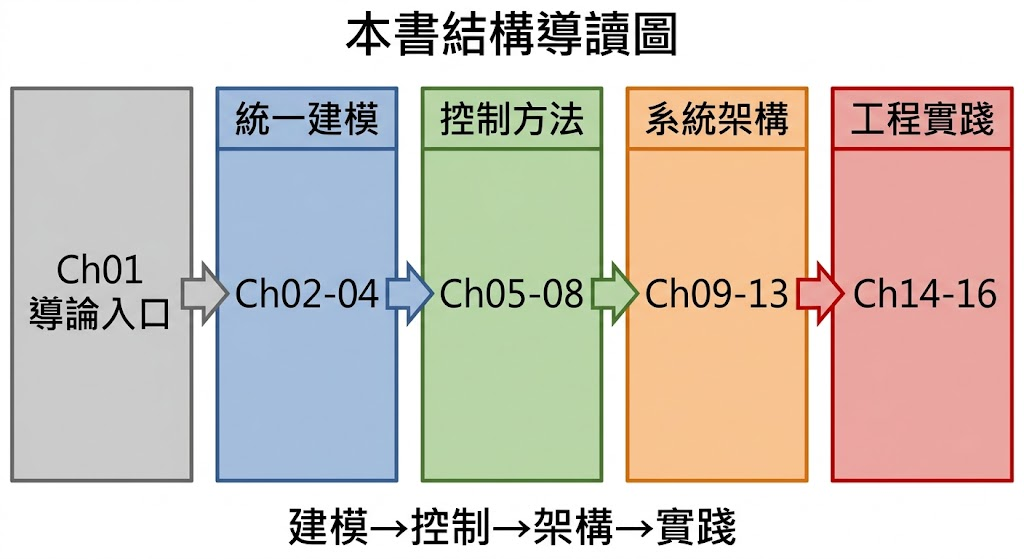 本書結構導讀圖
Ch01
導論入口
統一建模
Ch02-04
控制方法
Ch05-08
系統架構
Ch09-13
工程實踐
Ch14-16
建模→控制→架構→實踐